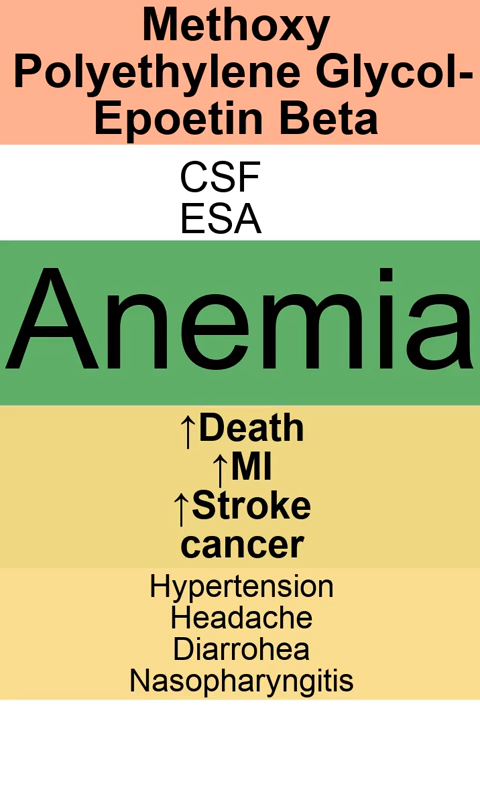 Methoxy
Polyethylene Glycol-
Epoetin Beta
CSF
ESA
Anemia
↑Death
↑MI
↑Stroke
cancer
Hypertension
Headache
Diarrohea
Nasopharyngitis